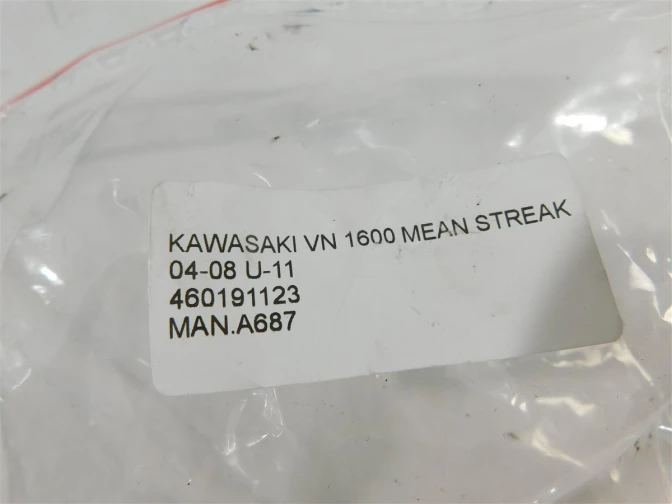 KAWASAKI VN 1600 MEAN STREAK
04-08 U-11
460191123
MAN.A687